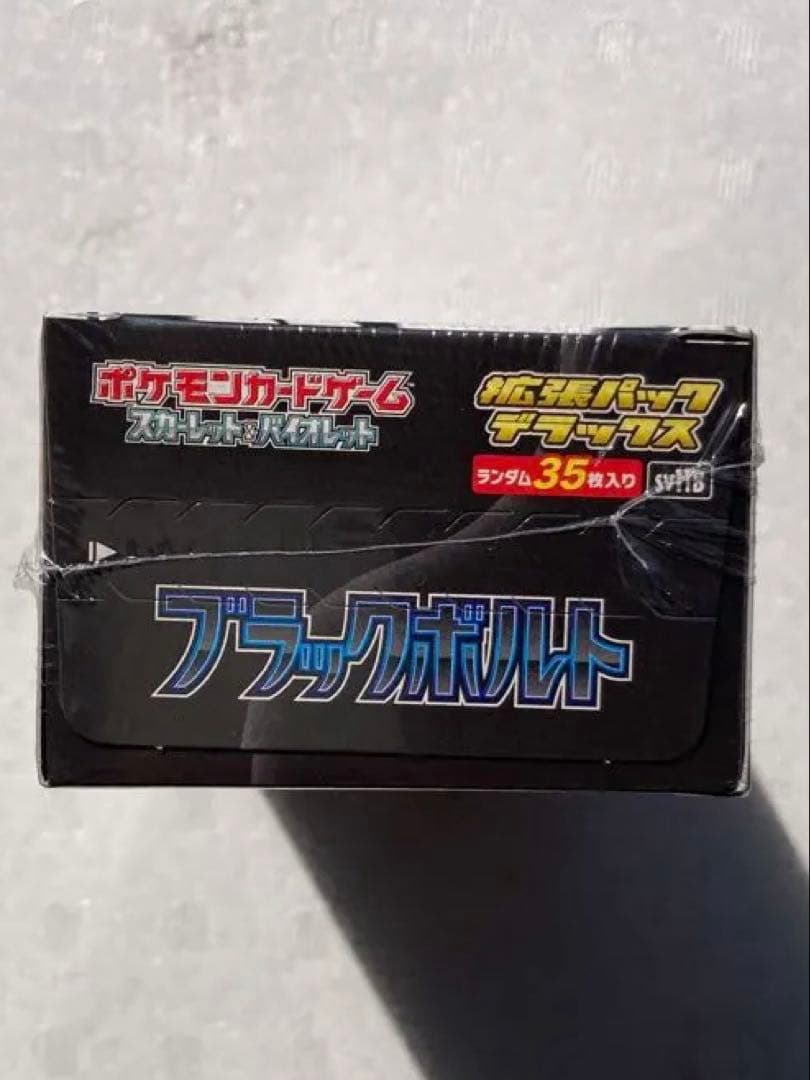 ポケモンカードゲーム
スカーレット&バイオレット
拡張パック
デラックス
ランダム35枚入り
sv11B
ブラックボルト